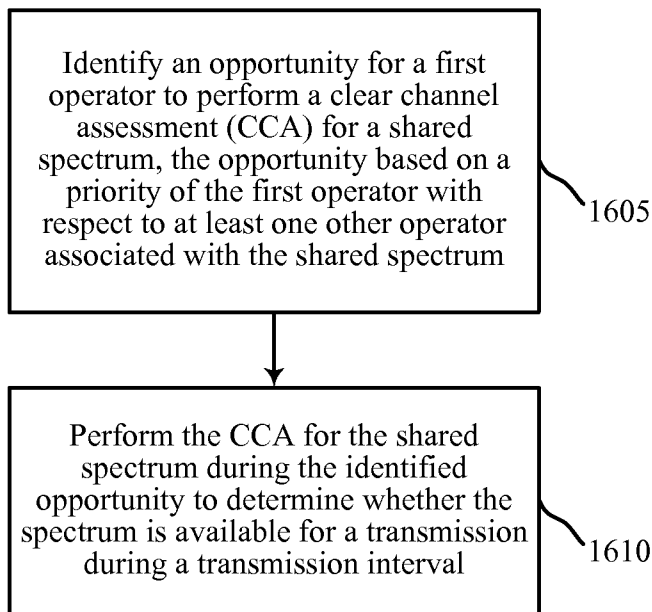 Identify an opportunity for a first
operator to perform a clear channel
assessment (CCA) for a shared
spectrum, the opportunity based on a
priority of the first operator with
respect to at least one other operator
associated with the shared spectrum
1605
Perform the CCA for the shared
spectrum during the identified
opportunity to determine whether the
spectrum is available for a transmission
during a transmission interval
1610